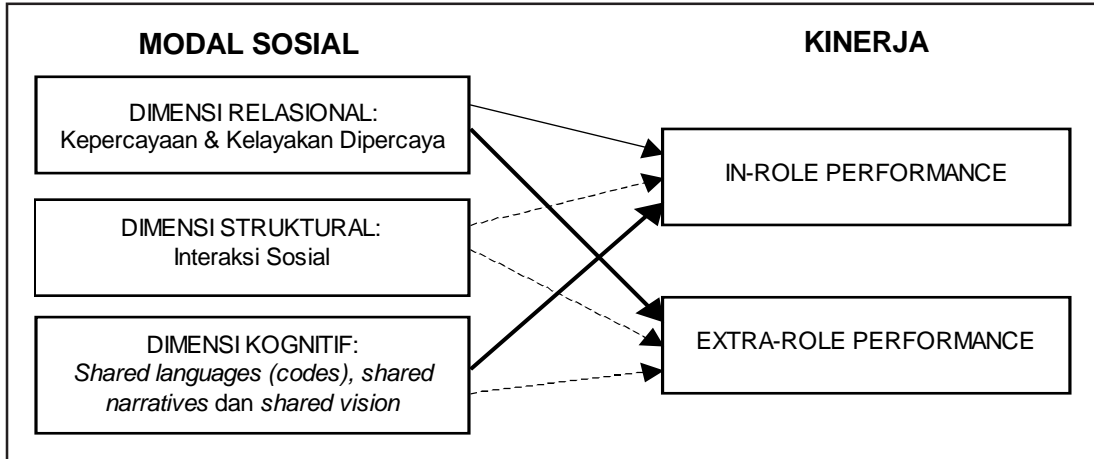 MODAL SOSIAL
DIMENSI RELASIONAL:
Kepercayaan & Kelayakan Dipercaya
DIMENSI STRUKTURAL:
Interaksi Sosial
DIMENSI KOGNITIF:
Shared languages (codes), shared
narratives dan shared vision
KINERJA
IN-ROLE PERFORMANCE
EXTRA-ROLE PERFORMANCE